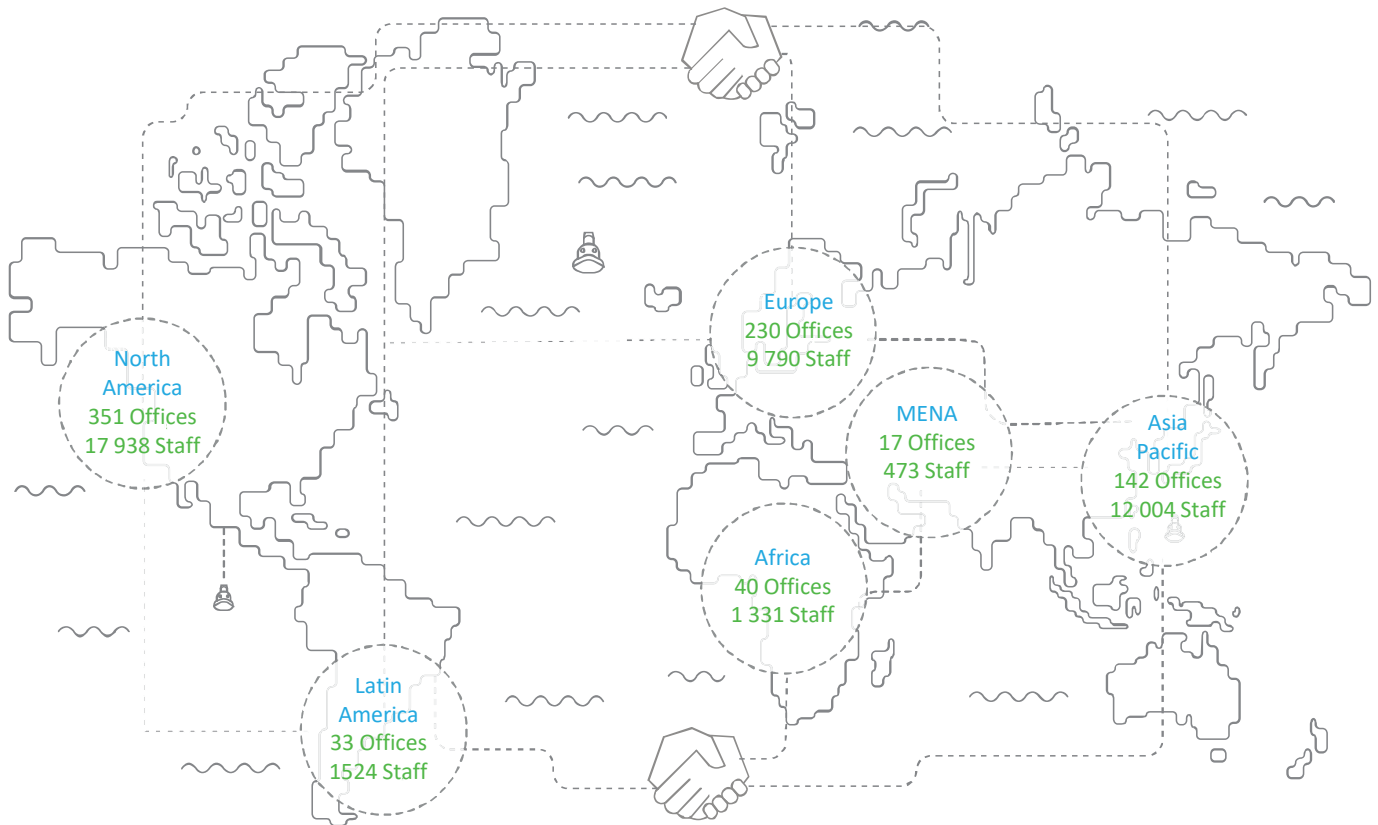 Europe
230 Offices
9 790 Staff
North
America
351 Offices
17 938 Staff
MENA
17 Offices
473 Staff
Asia
Pacific
142 Offices
12 004 Staff
Africa
40 Offices
1 331 Staff
Latin
America
33 Offices
1524 Staff